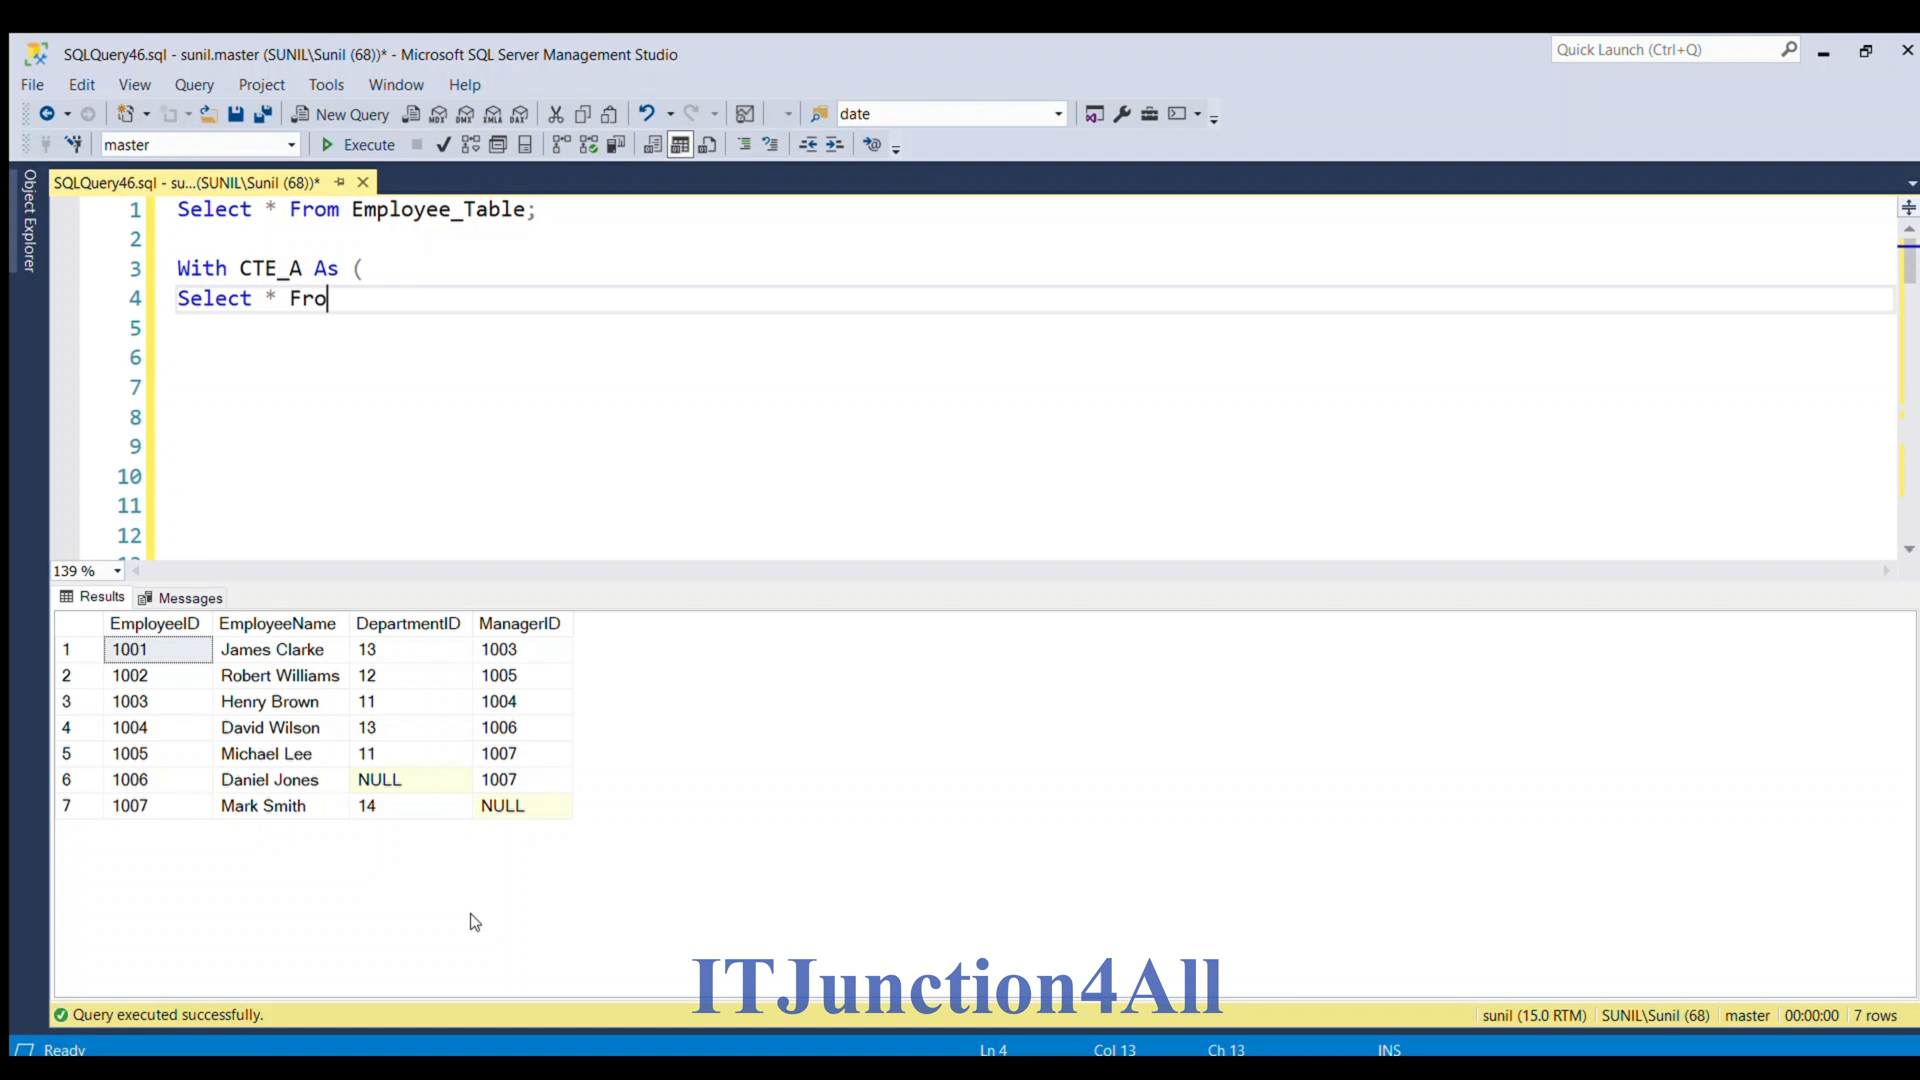 SQLQuery46.sql - sunil.master (SUNIL\Sunil (68))* - Microsoft SQL Server Management Studio
Quick Launch (Ctrl+Q)
File Edit View Query Project Tools Window Help
New Query MDX DMX XMLA DAX date
master Execute
Object Explorer
SQLQuery46.sql - su...(SUNIL\Sunil (68))*
1 Select * From Employee_Table;
2
3 With CTE_A As (
4 Select * Fro
5
6
7
8
9
10
11
12
139 %
Results Messages
EmployeeID EmployeeName DepartmentID ManagerID
1 1001 James Clarke 13 1003
2 1002 Robert Williams 12 1005
3 1003 Henry Brown 11 1004
4 1004 David Wilson 13 1006
5 1005 Michael Lee 11 1007
6 1006 Daniel Jones NULL 1007
7 1007 Mark Smith 14 NULL
ITJunction4All
Query executed successfully. sunil (15.0 RTM) SUNIL\Sunil (68) master 00:00:00 7 rows
Ready Ln 4 Col 13 Ch 13 INS